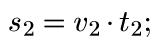 s₂ = v₂ · t₂;